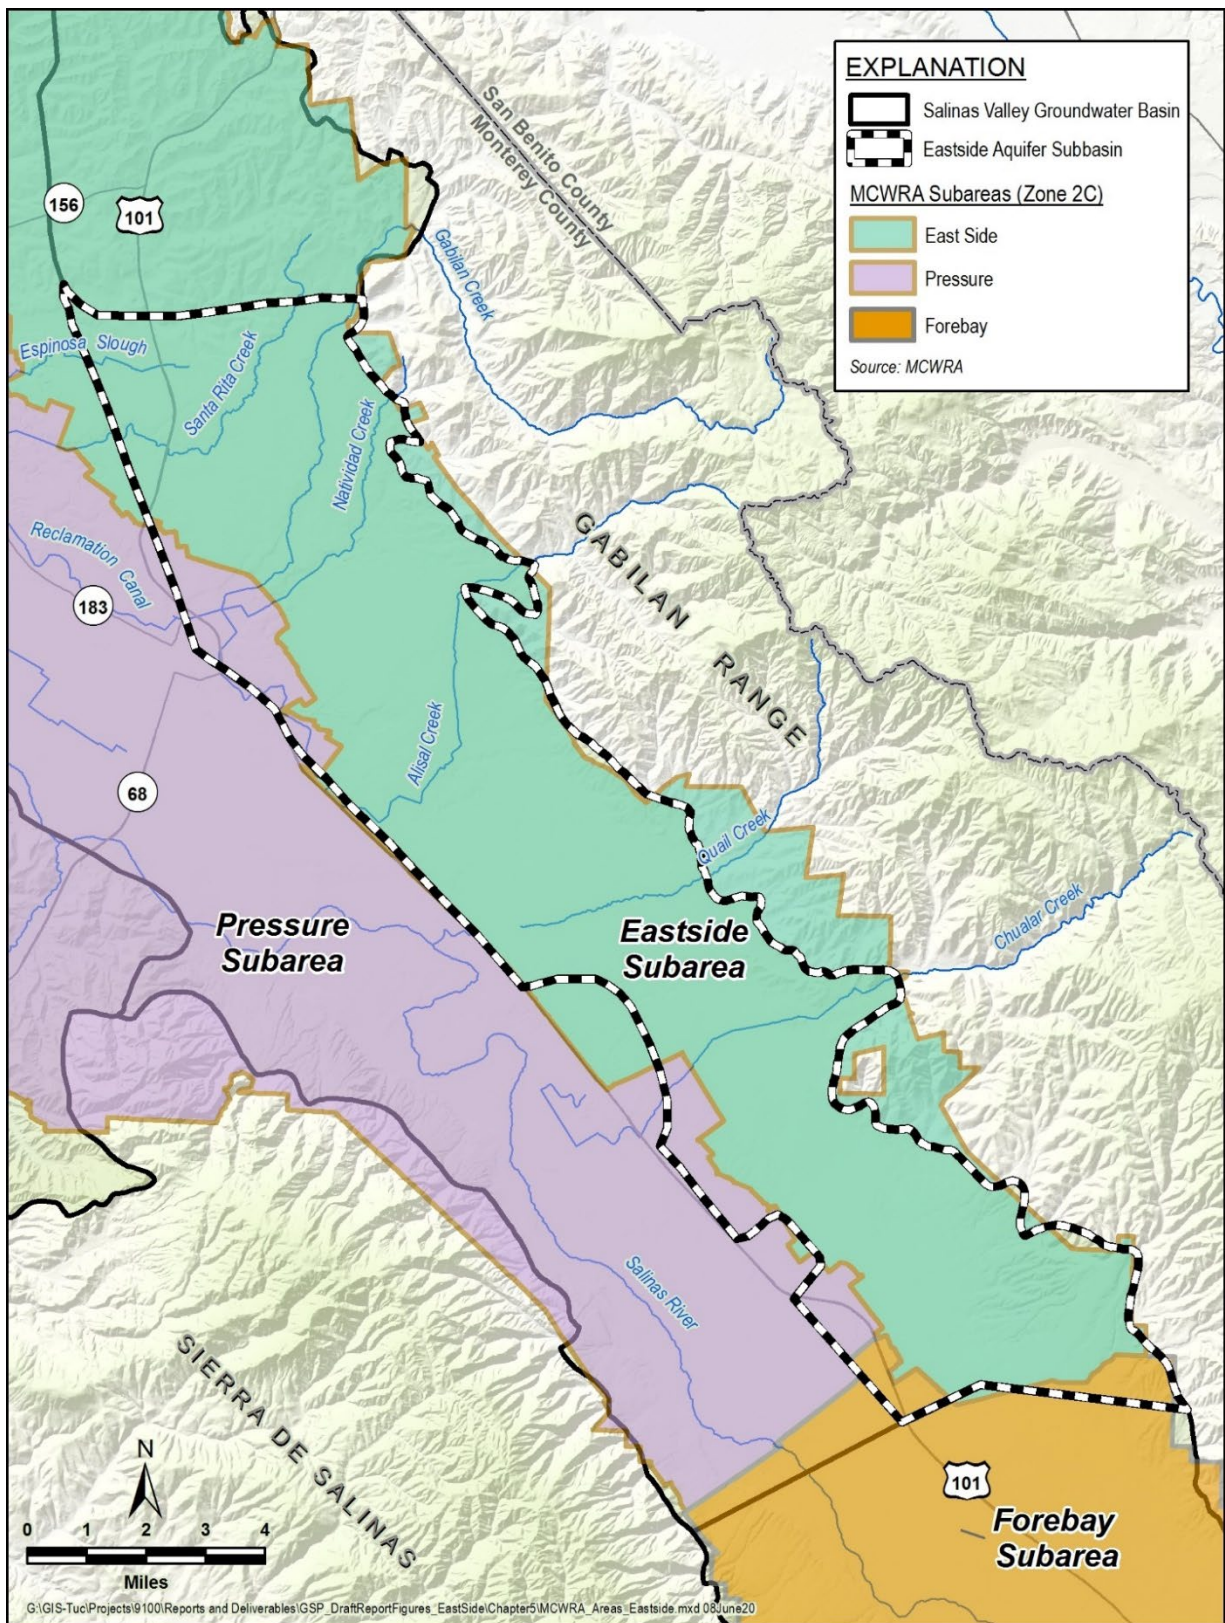 EXPLANATION
Salinas Valley Groundwater Basin
Eastside Aquifer Subbasin
MCWRA Subareas (Zone 2C)
East Side
Pressure
Forebay
Source: MCWRA
San Benito County
Monterey County
156
101
Gabilan Creek
Espinosa Slough
Santa Rita Creek
Natividad Creek
Reclamation Canal
183
GABILAN RANGE
Alisal Creek
68
Quail Creek
Chualar Creek
Pressure
Subarea
Eastside
Subarea
Salinas River
SIERRA DE SALINAS
N
0 1 2 3 4
Miles
101
Forebay
Subarea
G:\GIS-Tuc\Projects\9100\Reports and Deliverables\GSP_DraftReportFigures_EastSide\Chapter5\MCWRA_Areas_Eastside.mxd 08June20